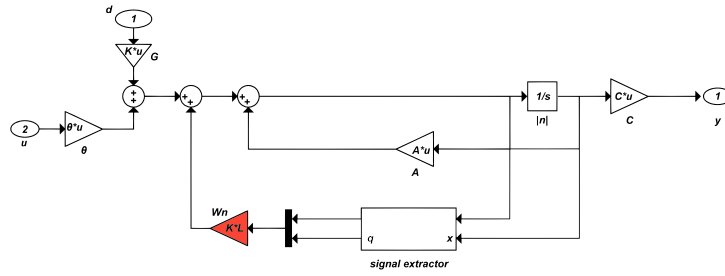 d
1
K*u
G
+
+
+
+
+
+
1/s
|n|
C*u
C
1
y
2
u
θ*u
θ
A*u
A
Wn
K*L
q
x
signal extractor